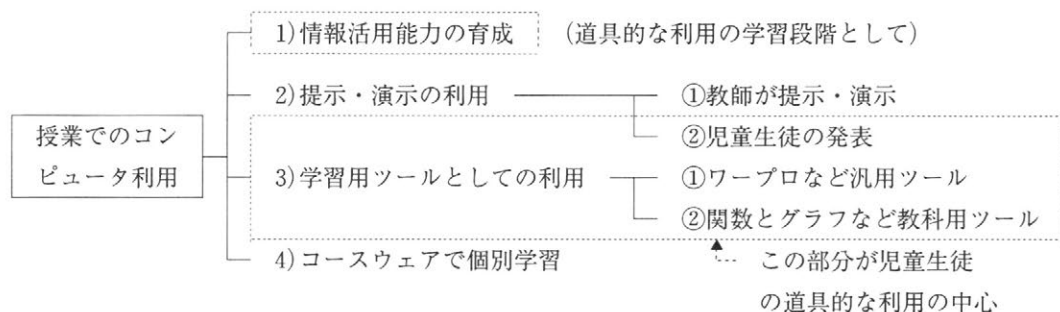 授業でのコン
ピュータ利用
1)情報活用能力の育成 (道具的な利用の学習段階として)
2)提示・演示の利用 ①教師が提示・演示
②児童生徒の発表
3)学習用ツールとしての利用 ①ワープロなど汎用ツール
②関数とグラフなど教科用ツール
4)コースウェアで個別学習 この部分が児童生徒
の道具的な利用の中心